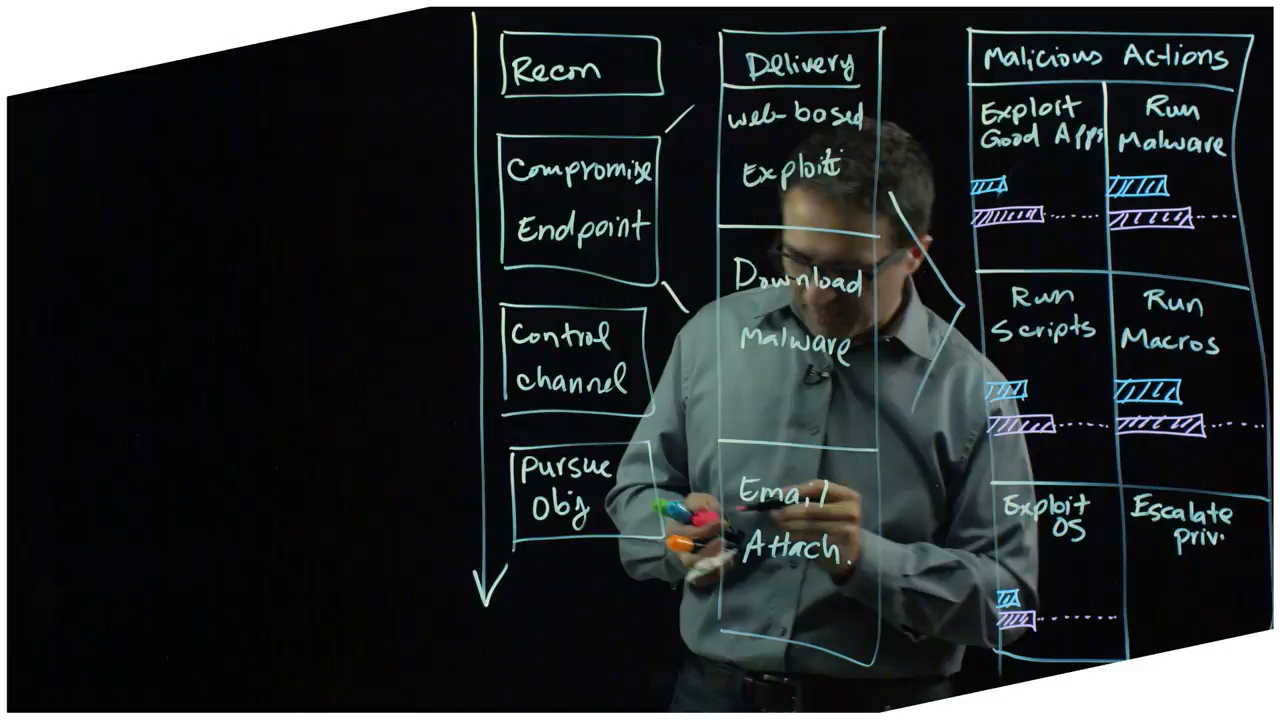 Recon
Compromise
Endpoint
Control
channel
Pursue
Obj
Delivery
web-based
Exploit
Download
Malware
Email
Attach.
Malicious Actions
Exploit
Good Apps
Run
Malware
Run
Scripts
Run
Macros
Exploit
OS
Escalate
priv.